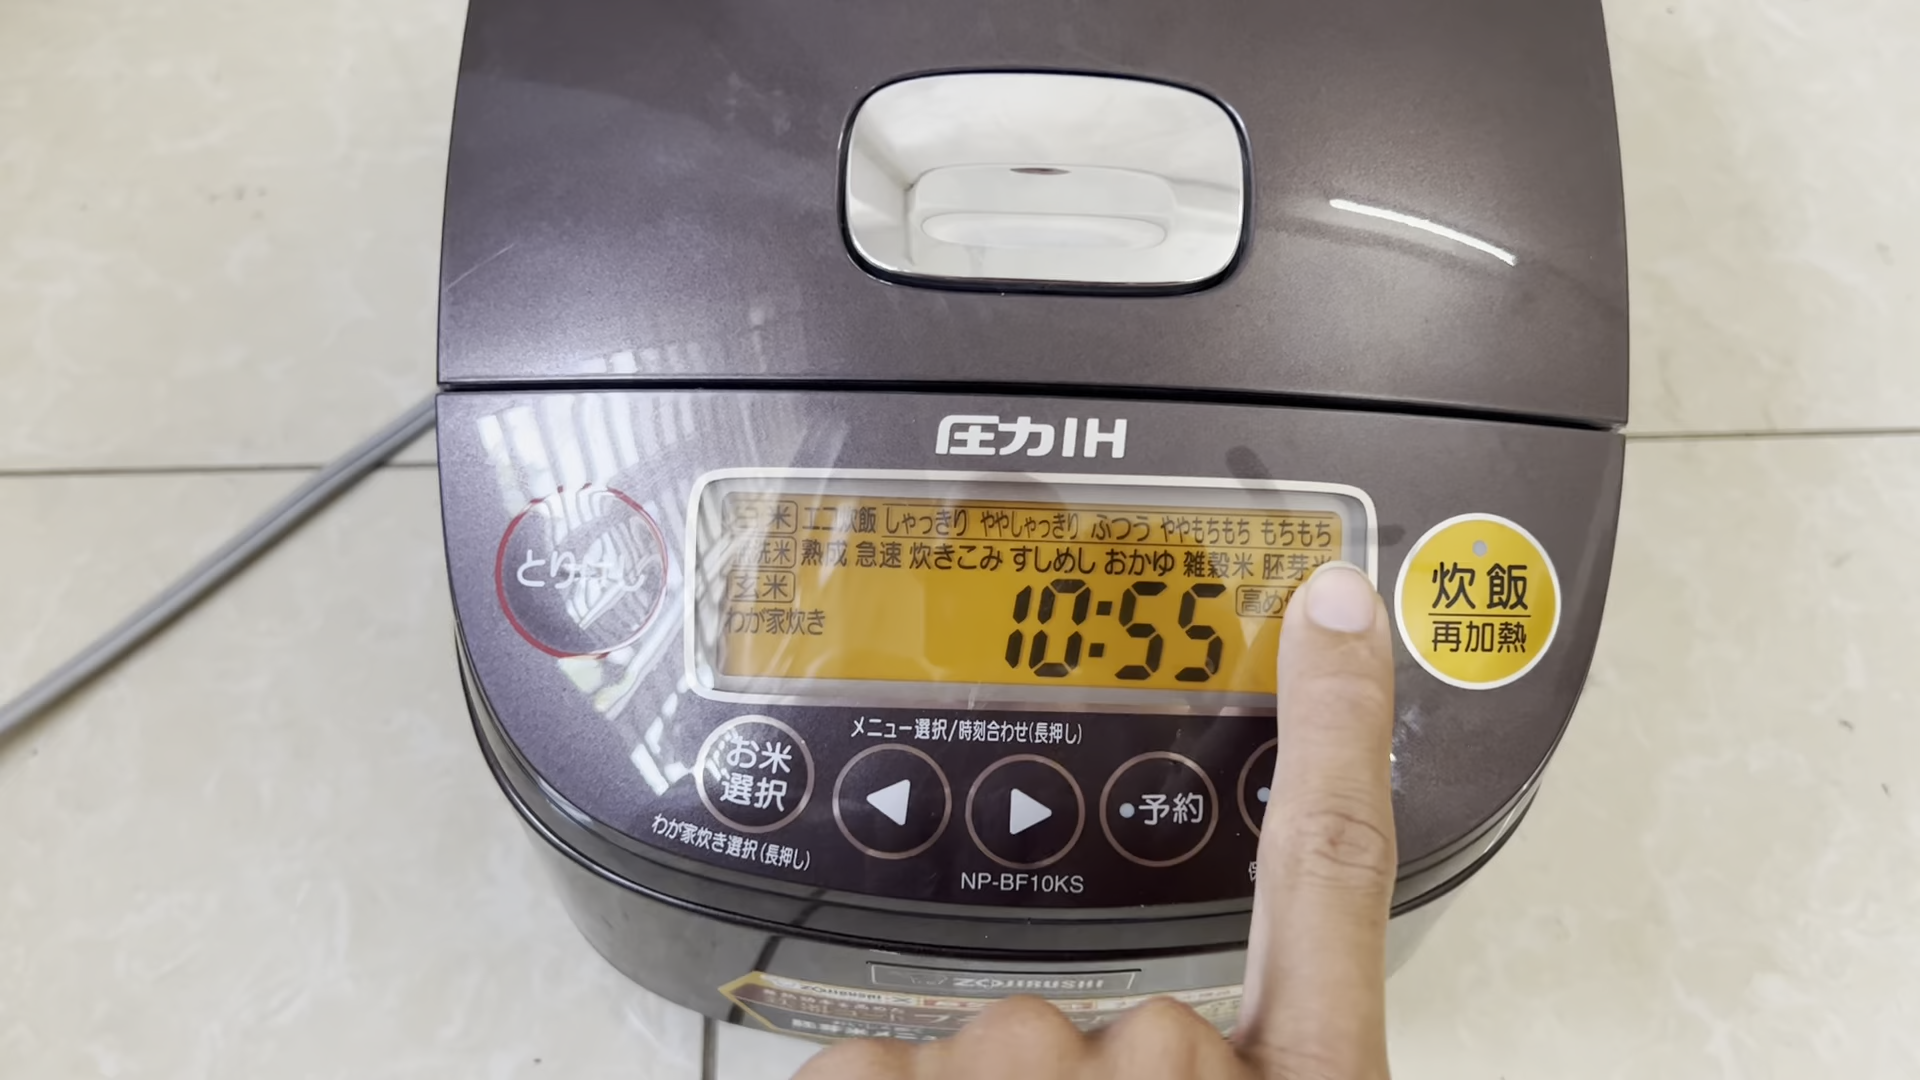 圧力IH
米 エコ炊飯 しゃっきり ややしゃっきり ふつう ややもちもち もちもち
無洗米 熟成 急速 炊きこみ すしめし おかゆ 雑穀米 胚芽米
玄米
わが家炊き
10:55
高め
とりけし
炊飯
再加熱
メニュー選択/時刻合わせ(長押し)
お米
選択
予約
わが家炊き選択(長押し)
NP-BF10KS
ZOJIRUSHI